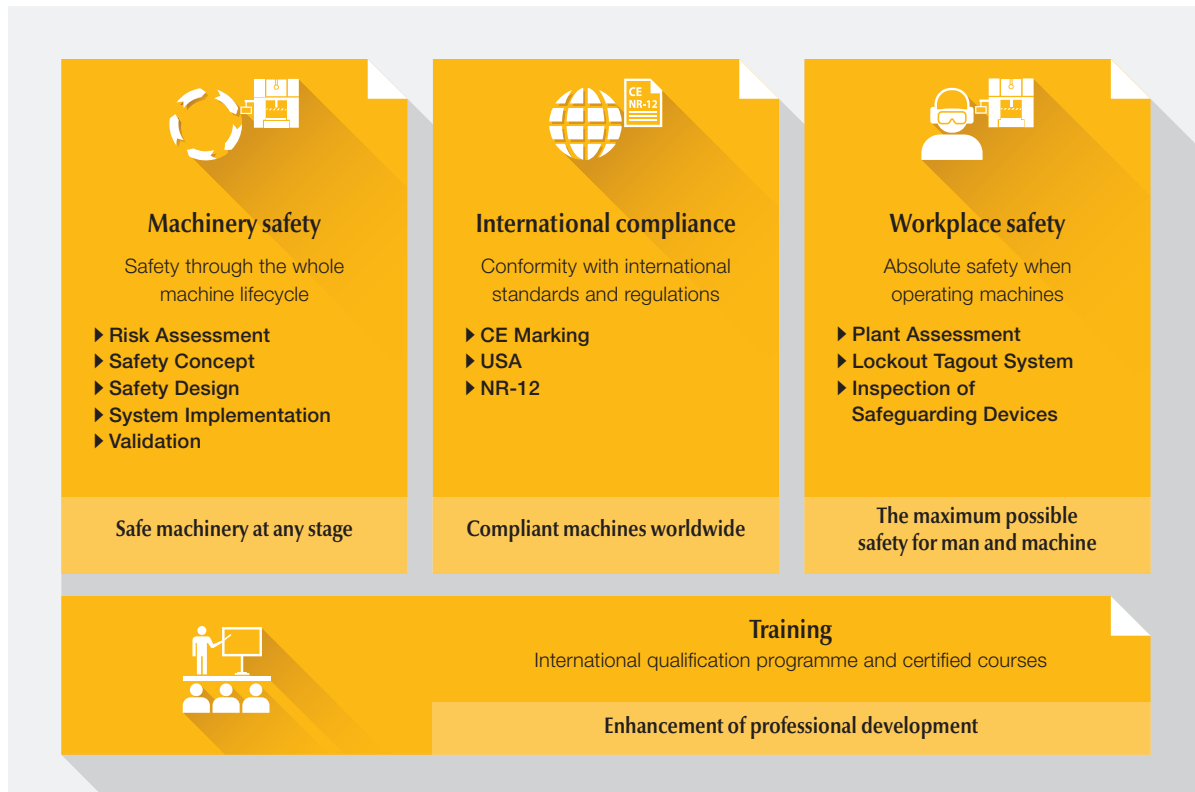 CE
NR-12
Machinery safety
Safety through the whole
machine lifecycle
Risk Assessment
Safety Concept
Safety Design
System Implementation
Validation
Safe machinery at any stage
International compliance
Conformity with international
standards and regulations
CE Marking
USA
NR-12
Compliant machines worldwide
Workplace safety
Absolute safety when
operating machines
Plant Assessment
Lockout Tagout System
Inspection of
Safeguarding Devices
The maximum possible
safety for man and machine
Training
International qualification programme and certified courses
Enhancement of professional development